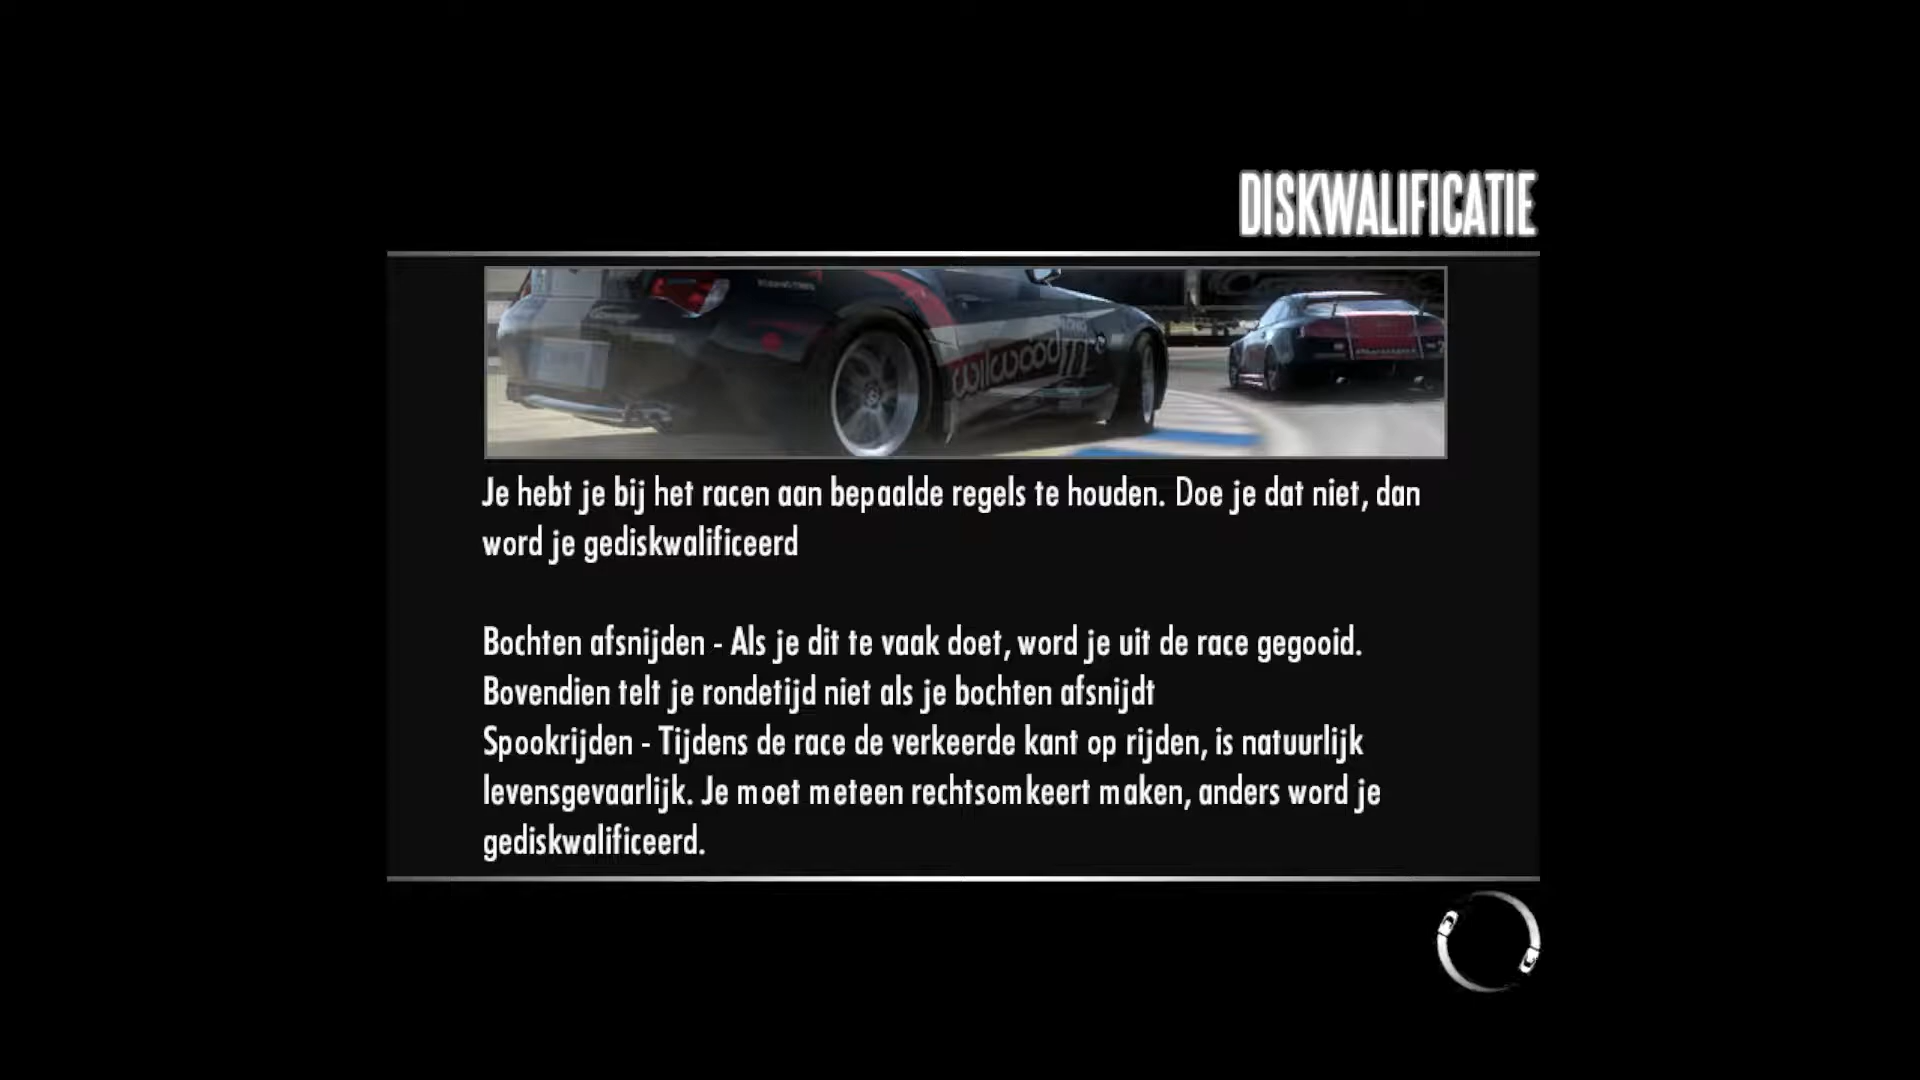 DISKWALIFICATIE
wilwood
Je hebt je bij het racen aan bepaalde regels te houden. Doe je dat niet, dan
word je gediskwalificeerd
Bochten afsnijden - Als je dit te vaak doet, word je uit de race gegooid.
Bovendien telt je rondetijd niet als je bochten afsnijdt
Spookrijden - Tijdens de race de verkeerde kant op rijden, is natuurlijk
levensgevaarlijk. Je moet meteen rechtsomkeert maken, anders word je
gediskwalificeerd.